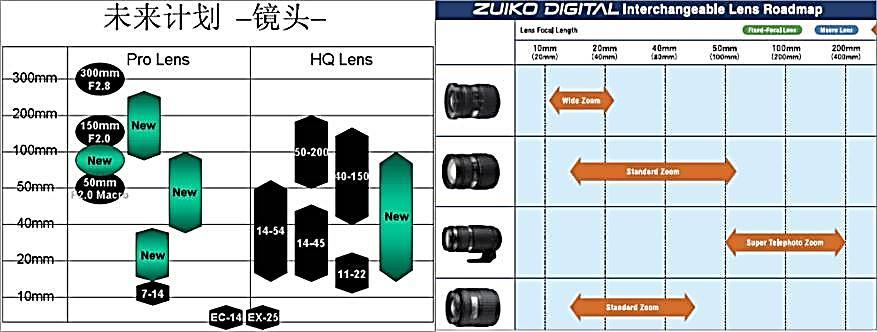 未来计划 –镜头–
Pro Lens
HQ Lens
300mm
200mm
100mm
50mm
40mm
20mm
10mm
300mm
F2.8
New
150mm
F2.0
New
50mm
F2.0 Macro
New
New
7-14
50-200
40-150
14-54
14-45
New
11-22
EC-14
EX-25
ZUIKO DIGITAL Interchangeable Lens Roadmap
Lens Focal Length
Fixed-Focal Lens
Macro Lens
10mm
(20mm)
20mm
(40mm)
40mm
(80mm)
50mm
(100mm)
100mm
(200mm)
200mm
(400mm)
Wide Zoom
Standard Zoom
Super Telephoto Zoom
Standard Zoom